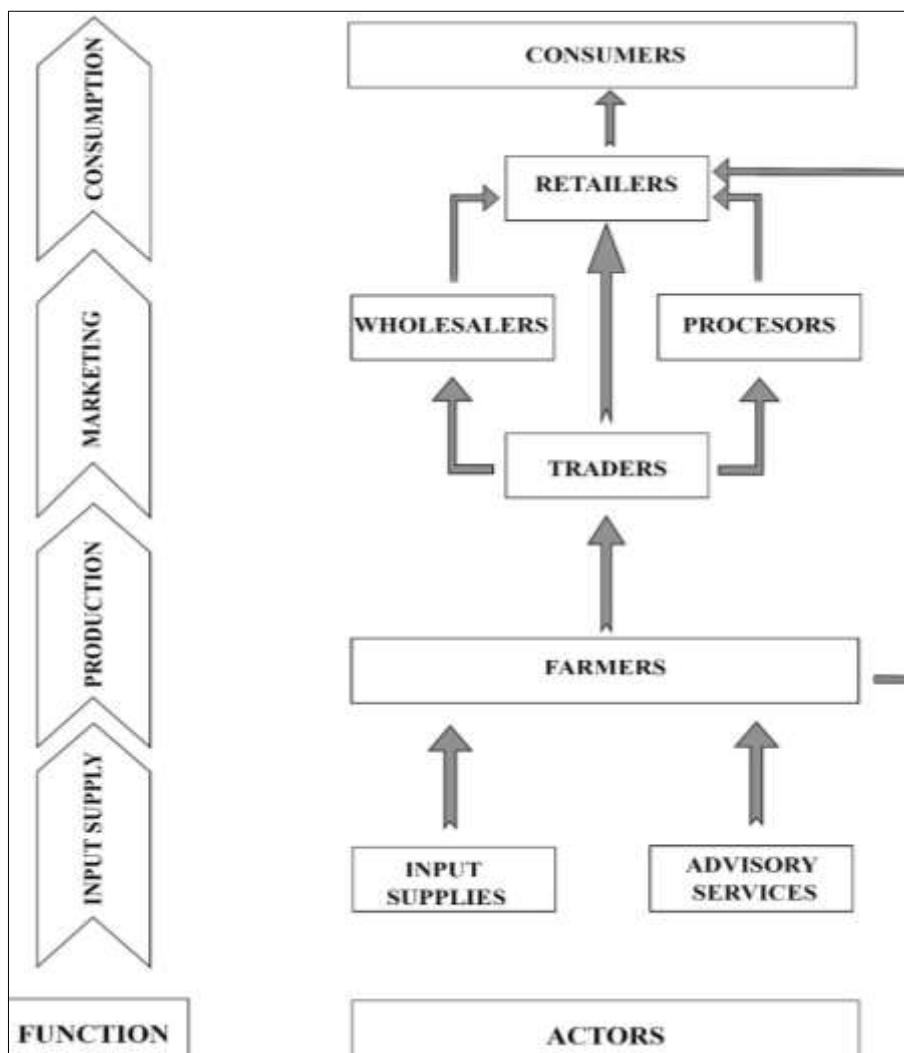 CONSUMPTION
CONSUMERS
RETAILERS
MARKETING
WHOLESALERS
PROCESORS
TRADERS
PRODUCTION
FARMERS
INPUT SUPPLY
INPUT
SUPPLIES
ADVISORY
SERVICES
FUNCTION
ACTORS